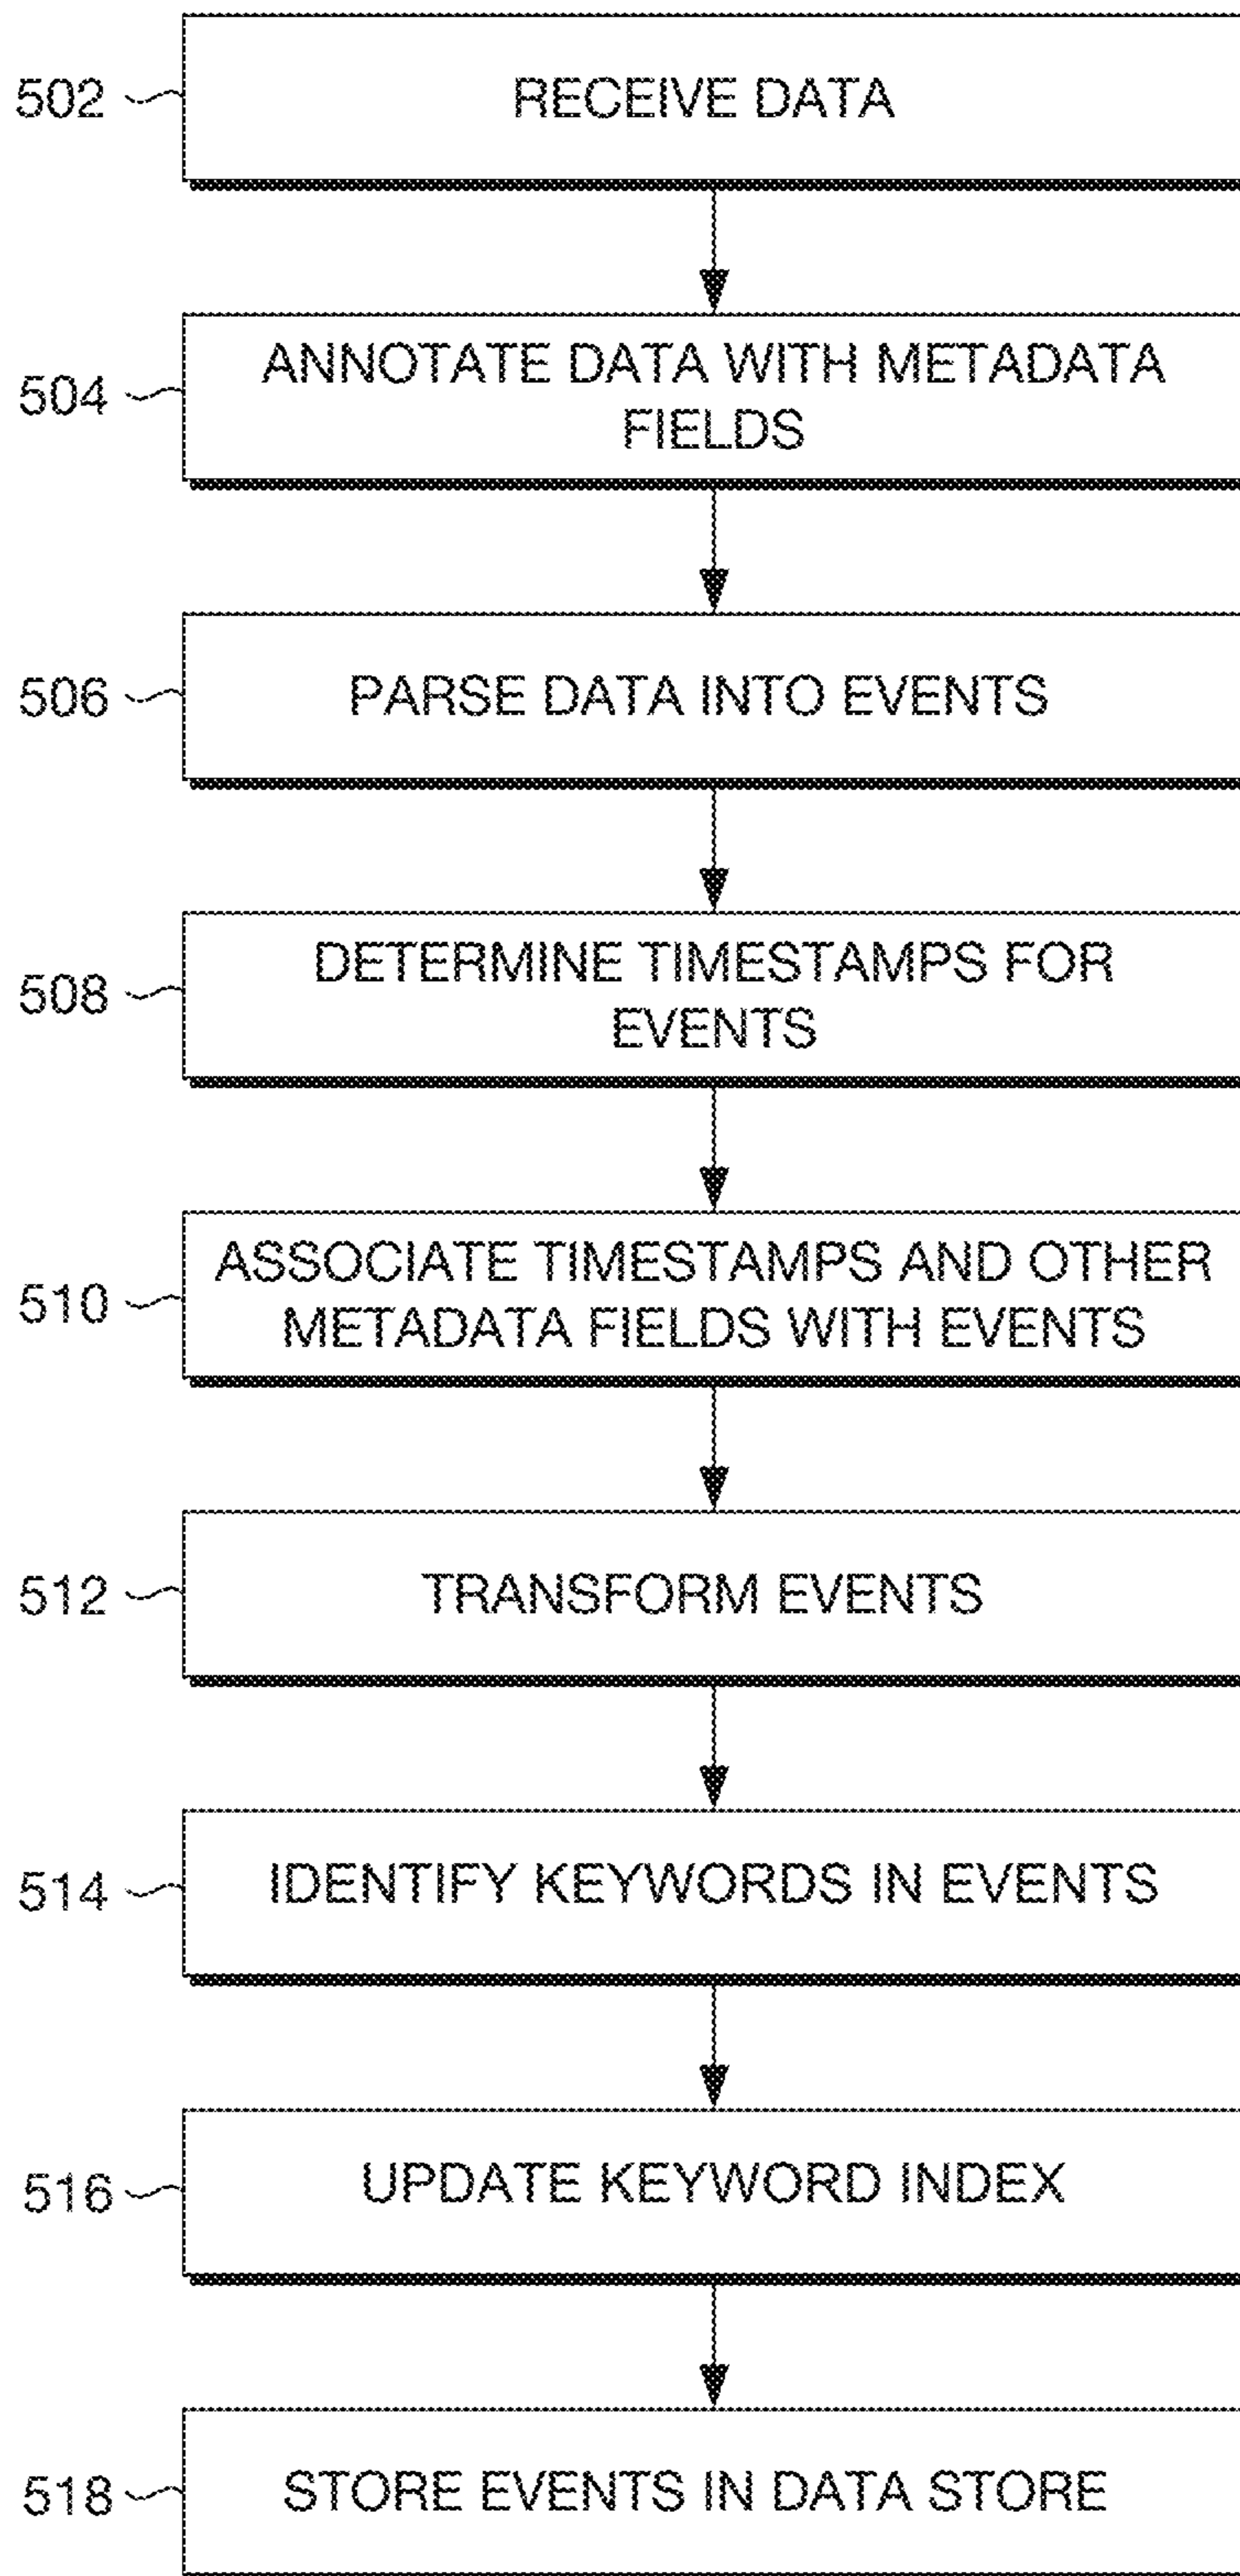 502
RECEIVE DATA
504
ANNOTATE DATA WITH METADATA
FIELDS
506
PARSE DATA INTO EVENTS
508
DETERMINE TIMESTAMPS FOR
EVENTS
510
ASSOCIATE TIMESTAMPS AND OTHER
METADATA FIELDS WITH EVENTS
512
TRANSFORM EVENTS
514
IDENTIFY KEYWORDS IN EVENTS
516
UPDATE KEYWORD INDEX
518
STORE EVENTS IN DATA STORE